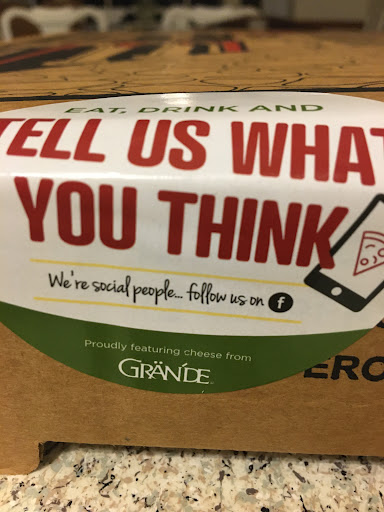 EAT, DRINK AND
TELL US WHAT
YOU THINK
We're social people... follow us on f
Proudly featuring cheese from
GRANDE
ERO